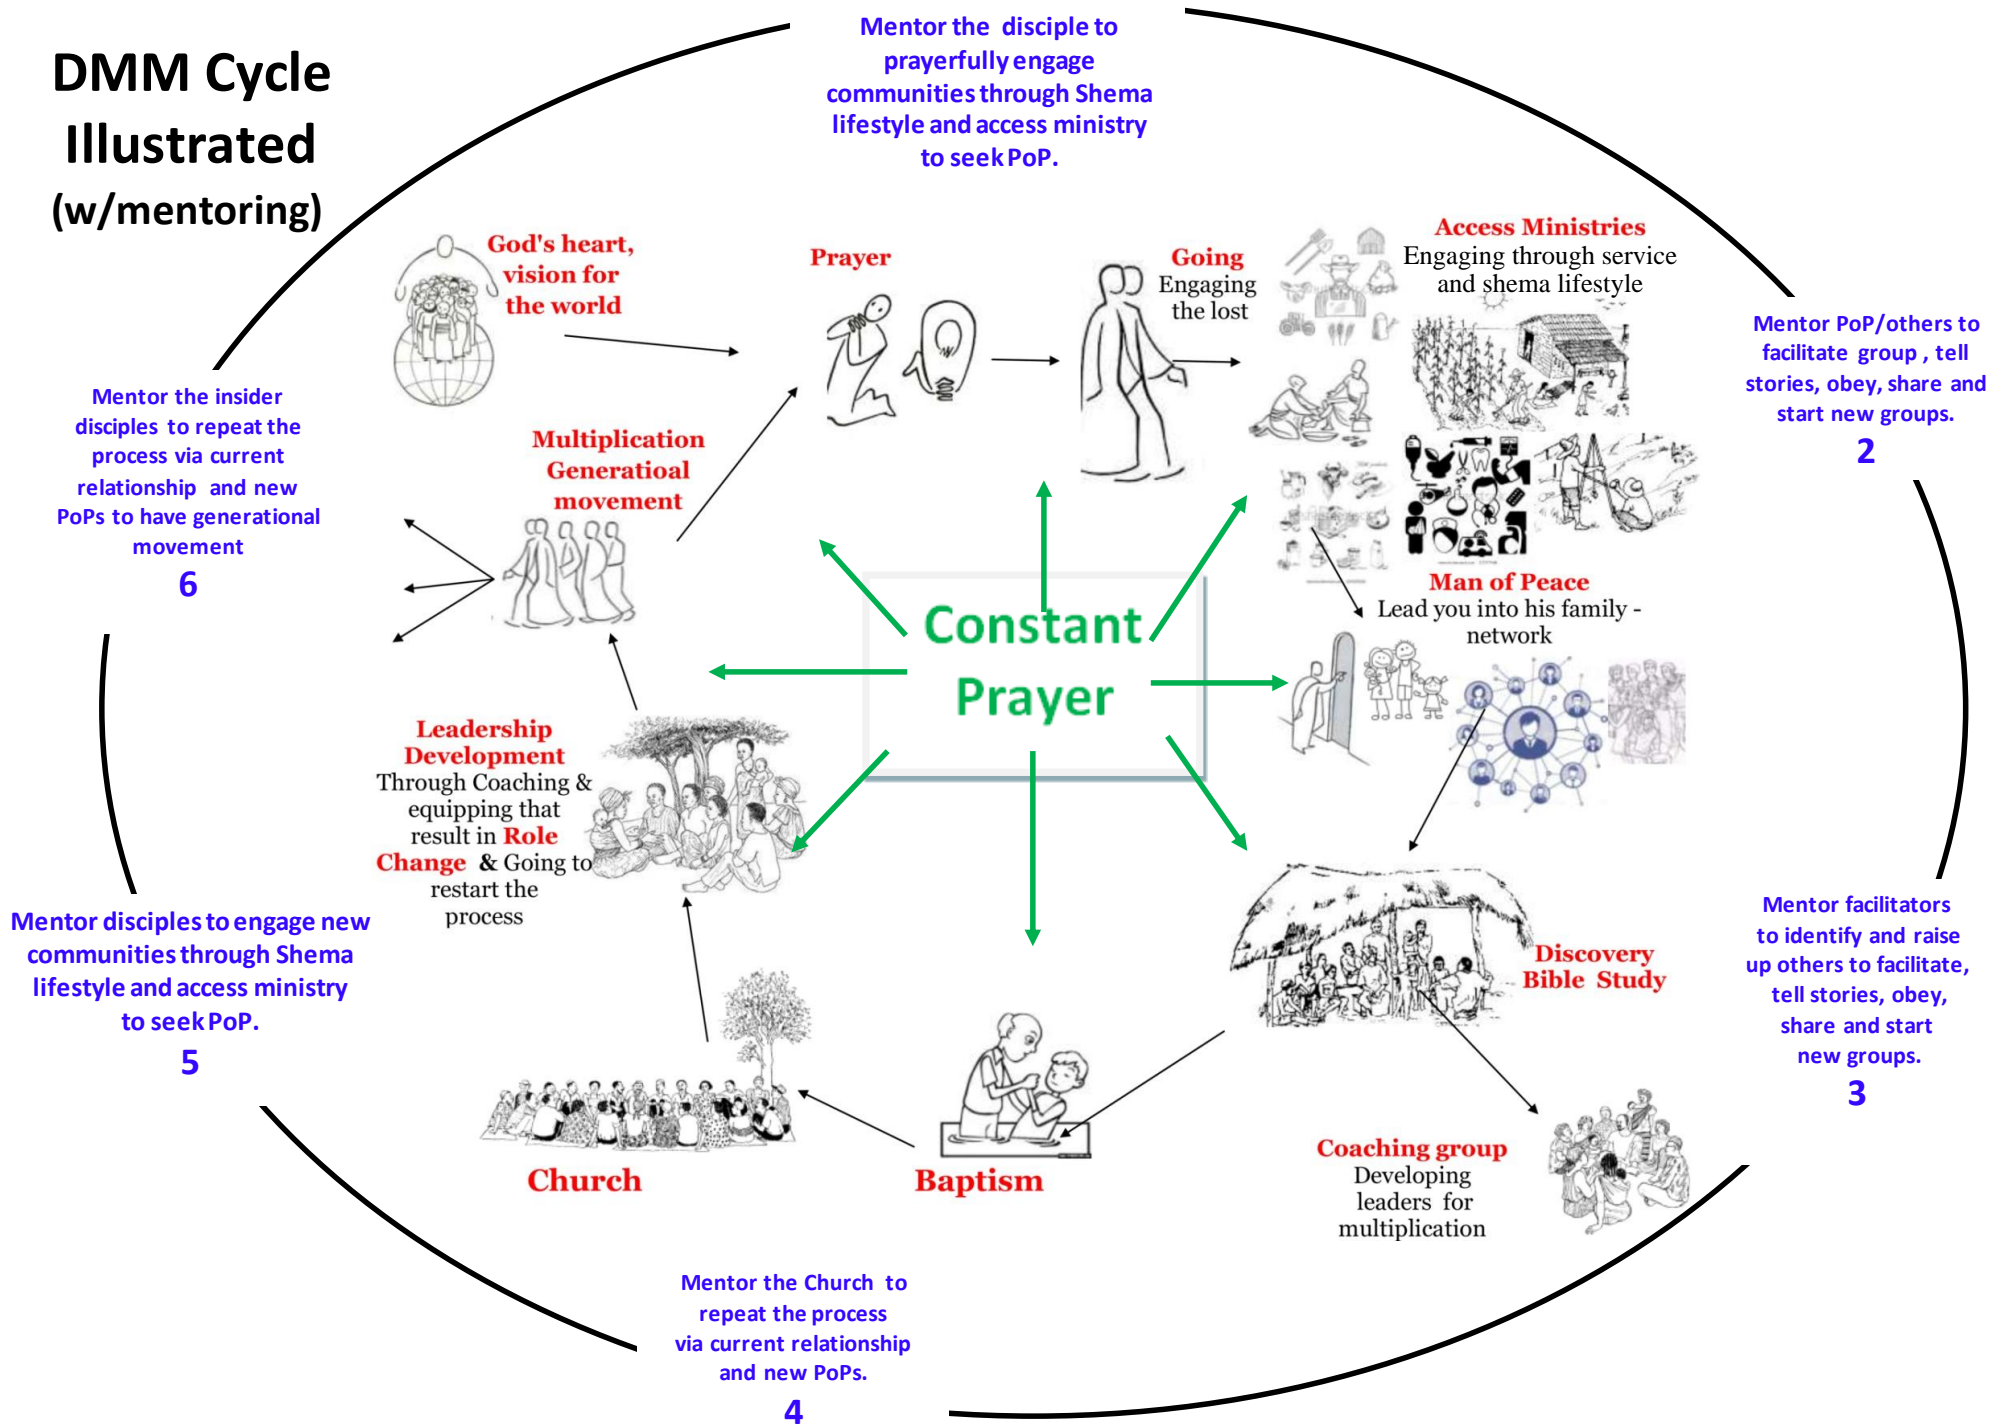 DMM Cycle
Illustrated
(w/mentoring)
Mentor the disciple to
prayerfully engage
communities through Shema
lifestyle and access ministry
to seek PoP.
God's heart,
vision for
the world
Prayer
Going
Engaging
the lost
Access Ministries
Engaging through service
and shema lifestyle
Mentor PoP/others to
facilitate group , tell
stories, obey, share and
start new groups.
2
Mentor the insider
disciples to repeat the
process via current
relationship and new
PoPs to have generational
movement
6
Multiplication
Generatioal
movement
Man of Peace
Lead you into his family -
network
Constant
Prayer
Leadership
Development
Through Coaching &
equipping that
result in Role
Change & Going to
restart the
process
Mentor disciples to engage new
communities through Shema
lifestyle and access ministry
to seek PoP.
5
Discovery
Bible Study
Mentor facilitators
to identify and raise
up others to facilitate,
tell stories, obey,
share and start
new groups.
3
Church
Baptism
Coaching group
Developing
leaders for
multiplication
Mentor the Church to
repeat the process
via current relationship
and new PoPs.
4